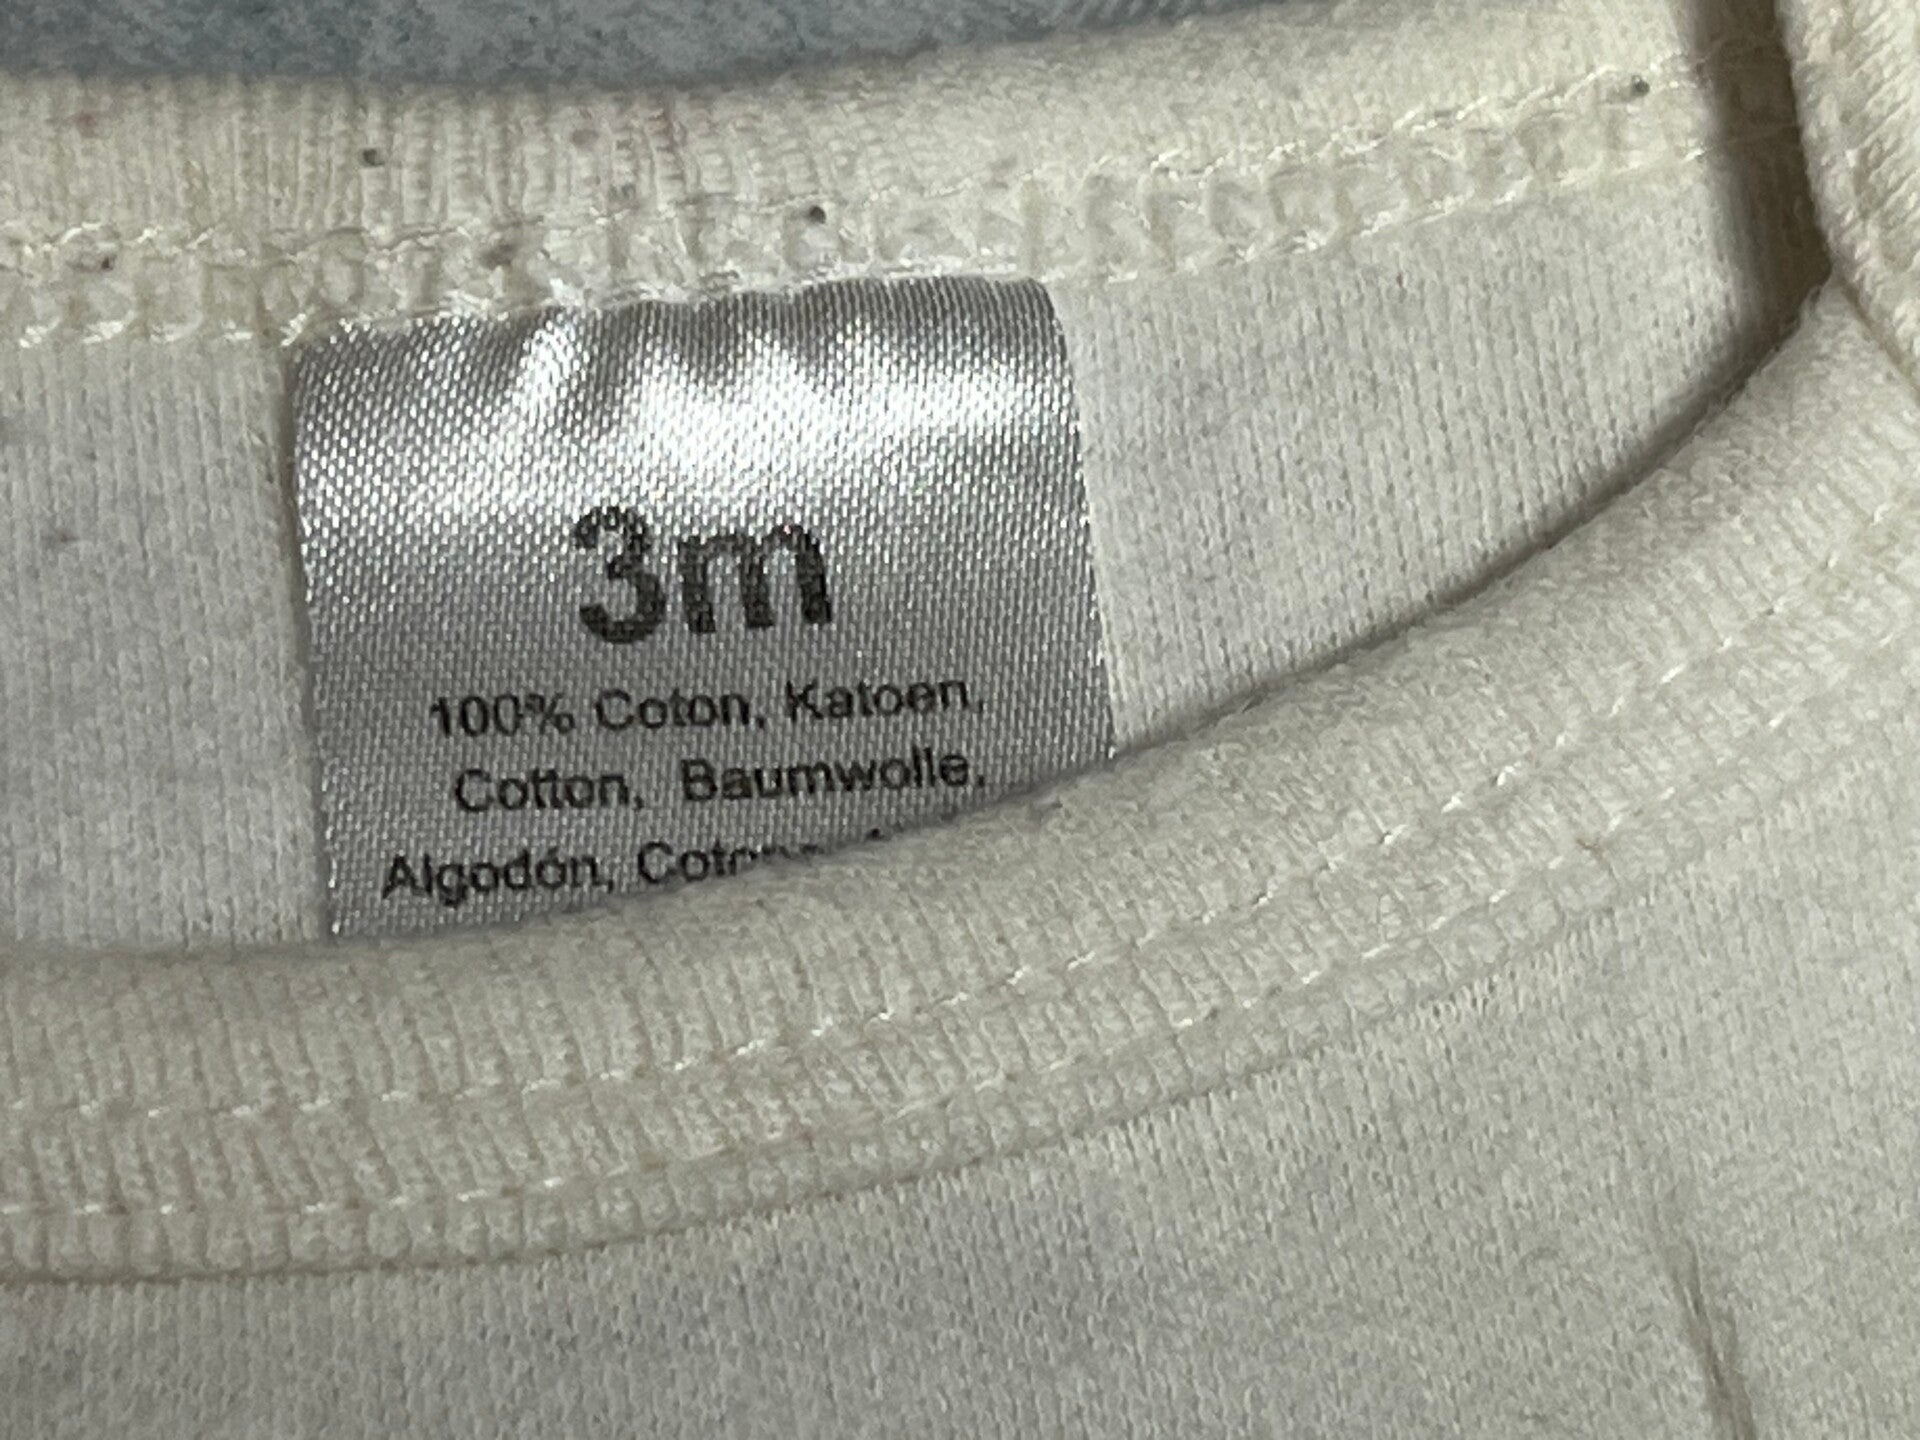 3m
100% Coton, Katoen,
Cotton, Baumwolle,
Algodón,